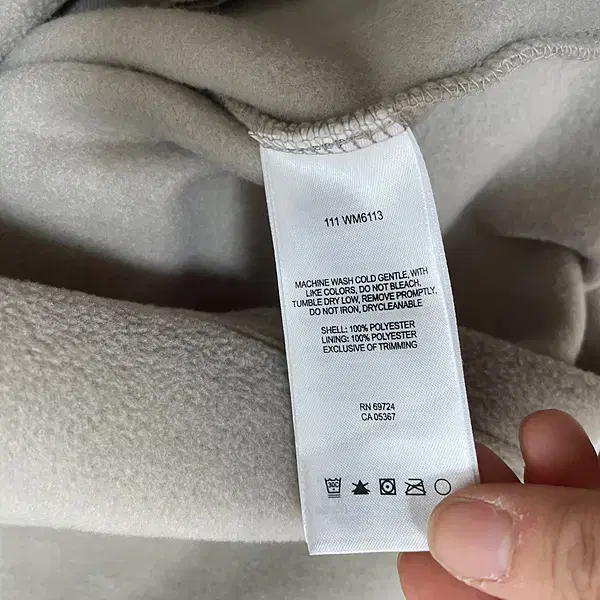 111 WM6113
MACHINE WASH COLD GENTLE, WITH
LIKE COLORS, DO NOT BLEACH,
TUMBLE DRY LOW, REMOVE PROMPTLY,
DO NOT IRON, DRYCLEANABLE
SHELL: 100% POLYESTER
LINING: 100% POLYESTER
EXCLUSIVE OF TRIMMING
RN 69724
CA 05367
30C